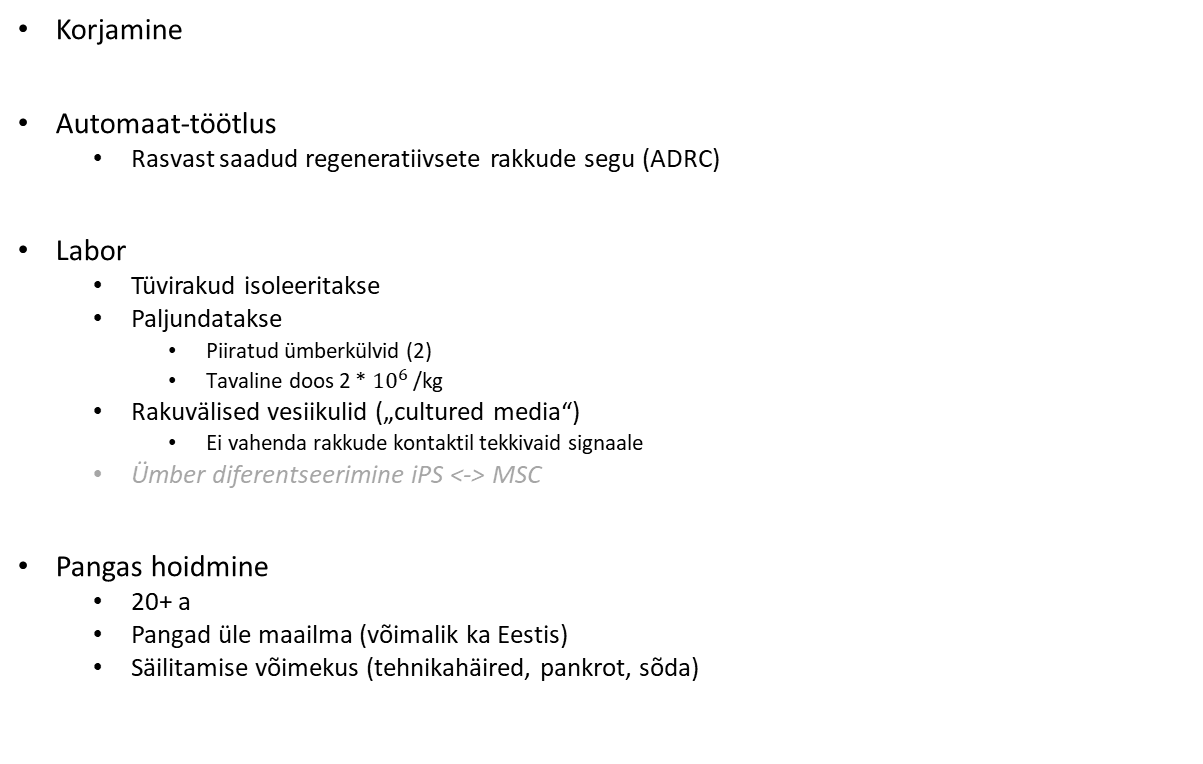 • Korjamine
• Automaat-töötlus
• Rasvast saadud regeneratiivsete rakkude segu (ADRC)
• Labor
• Tüvirakud isoleeritakse
• Paljundatakse
• Piiratud ümberkülvid (2)
• Tavaline doos 2 * 10⁶ /kg
• Rakuvälised vesiikulid („cultured media“)
• Ei vahenda rakkude kontaktil tekkivaid signaale
• Ümber diferentseerimine iPS <-> MSC
• Pangas hoidmine
• 20+ a
• Pangad üle maailma (võimalik ka Eestis)
• Säilitamise võimekus (tehnikahäired, pankrot, sõda)